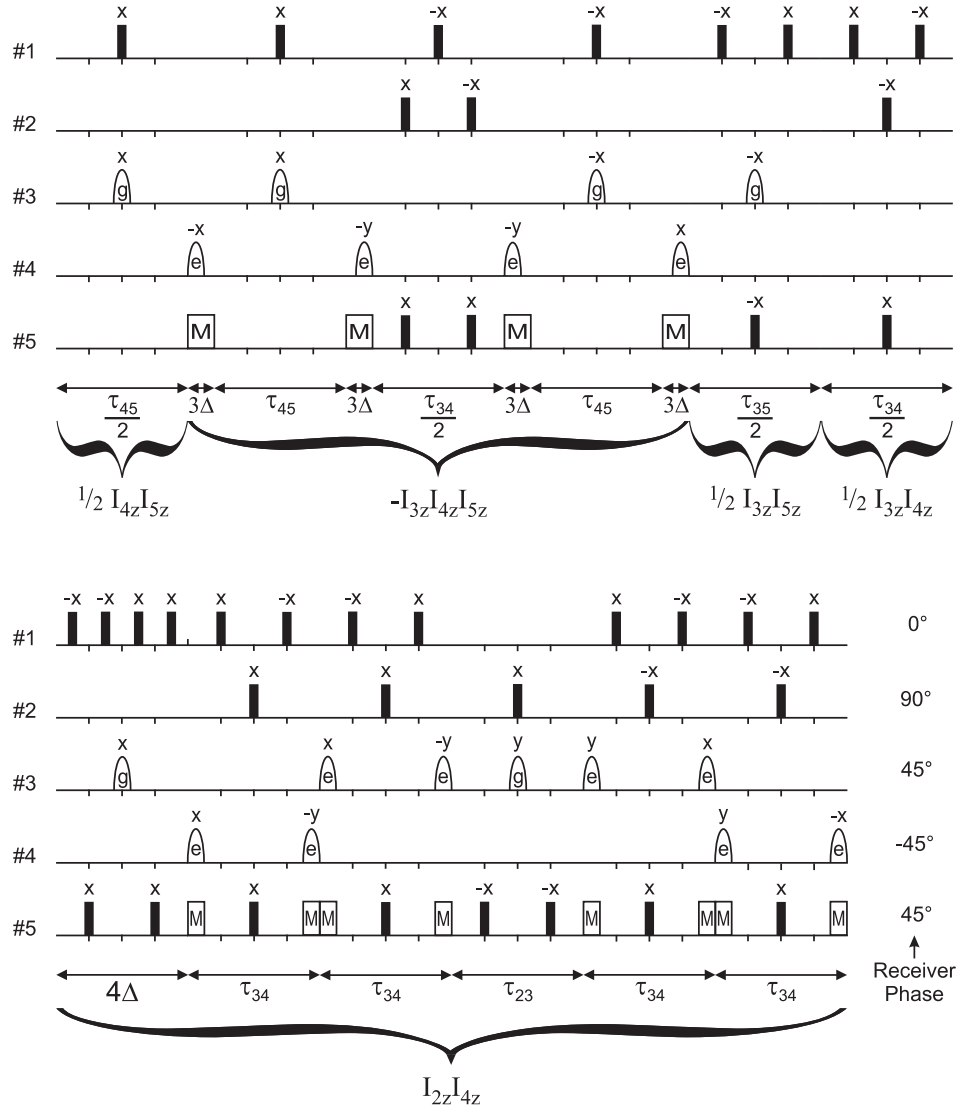 x x -x -x -x x x -x
#1
x -x -x
#2
x x -x -x
#3 g g g g
-x -y -y x
#4 e e e e
x x -x x
#5 M M M M
τ45/2 3Δ τ45 3Δ τ34/2 3Δ τ45 3Δ τ35/2 τ34/2
1/2 I4zI5z -I3zI4zI5z 1/2 I3zI5z 1/2 I3zI4z
-x -x x x x -x -x x x -x -x x
#1 0°
x x x -x -x
#2 90°
x x -y y y x
#3 g e e g e e 45°
x -y y -x
#4 e e e e -45°
x x x x -x -x x x
#5 M M M M M M M M 45°
4Δ τ34 τ34 τ23 τ34 τ34
Receiver
Phase
I2zI4z